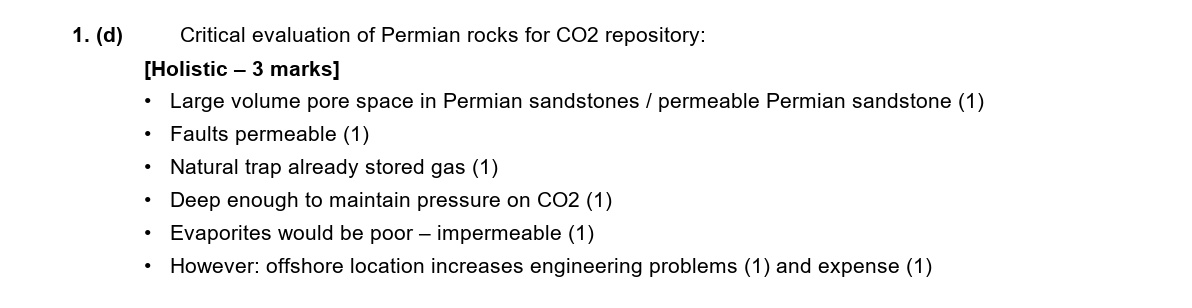 1. (d) Critical evaluation of Permian rocks for CO2 repository:
[Holistic – 3 marks]
• Large volume pore space in Permian sandstones / permeable Permian sandstone (1)
• Faults permeable (1)
• Natural trap already stored gas (1)
• Deep enough to maintain pressure on CO2 (1)
• Evaporites would be poor – impermeable (1)
• However: offshore location increases engineering problems (1) and expense (1)